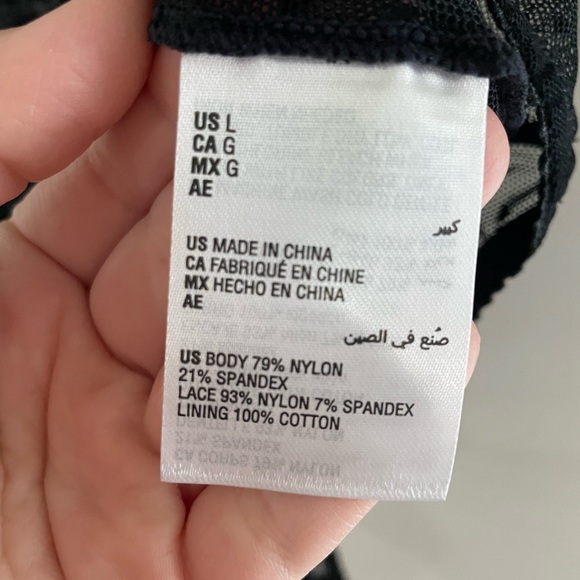 US L
CA G
MX G
AE
كبير
US MADE IN CHINA
CA FABRIQUÉ EN CHINE
MX HECHO EN CHINA
AE
صُنع في الصين
US BODY 79% NYLON
21% SPANDEX
LACE 93% NYLON 7% SPANDEX
LINING 100% COTTON